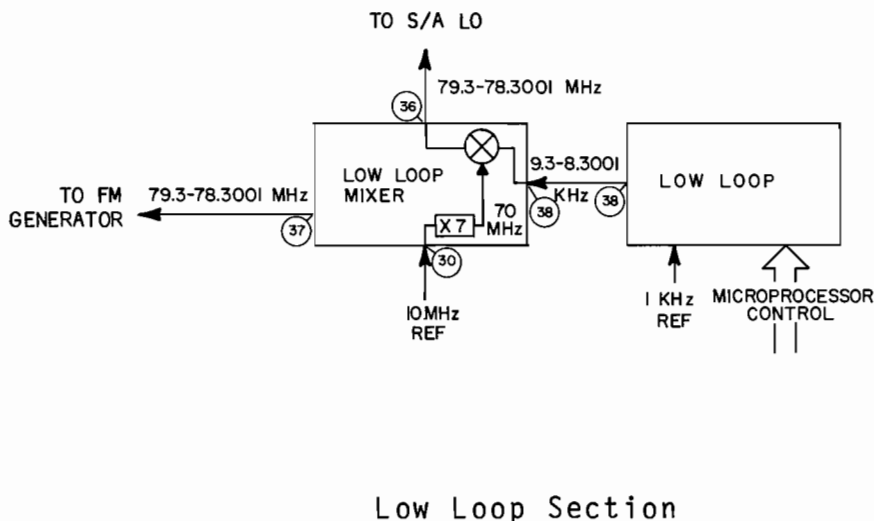 TO S/A LO
79.3-78.3001 MHz
36
LOW LOOP
MIXER
9.3-8.3001
KHz
38
38
LOW LOOP
TO FM
GENERATOR
79.3-78.3001 MHz
37
X7
70
MHz
30
10MHz
REF
1 KHz
REF
MICROPROCESSOR
CONTROL
Low Loop Section